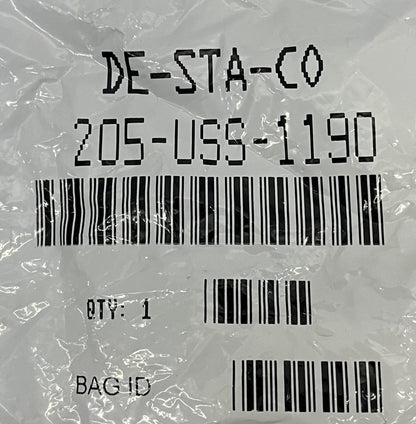 DE-STA-CO
205-USS-1190
QTY: 1
BAG ID